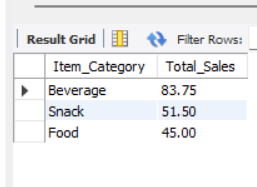 Result Grid Filter Rows:
Item_Category Total_Sales
Beverage 83.75
Snack 51.50
Food 45.00